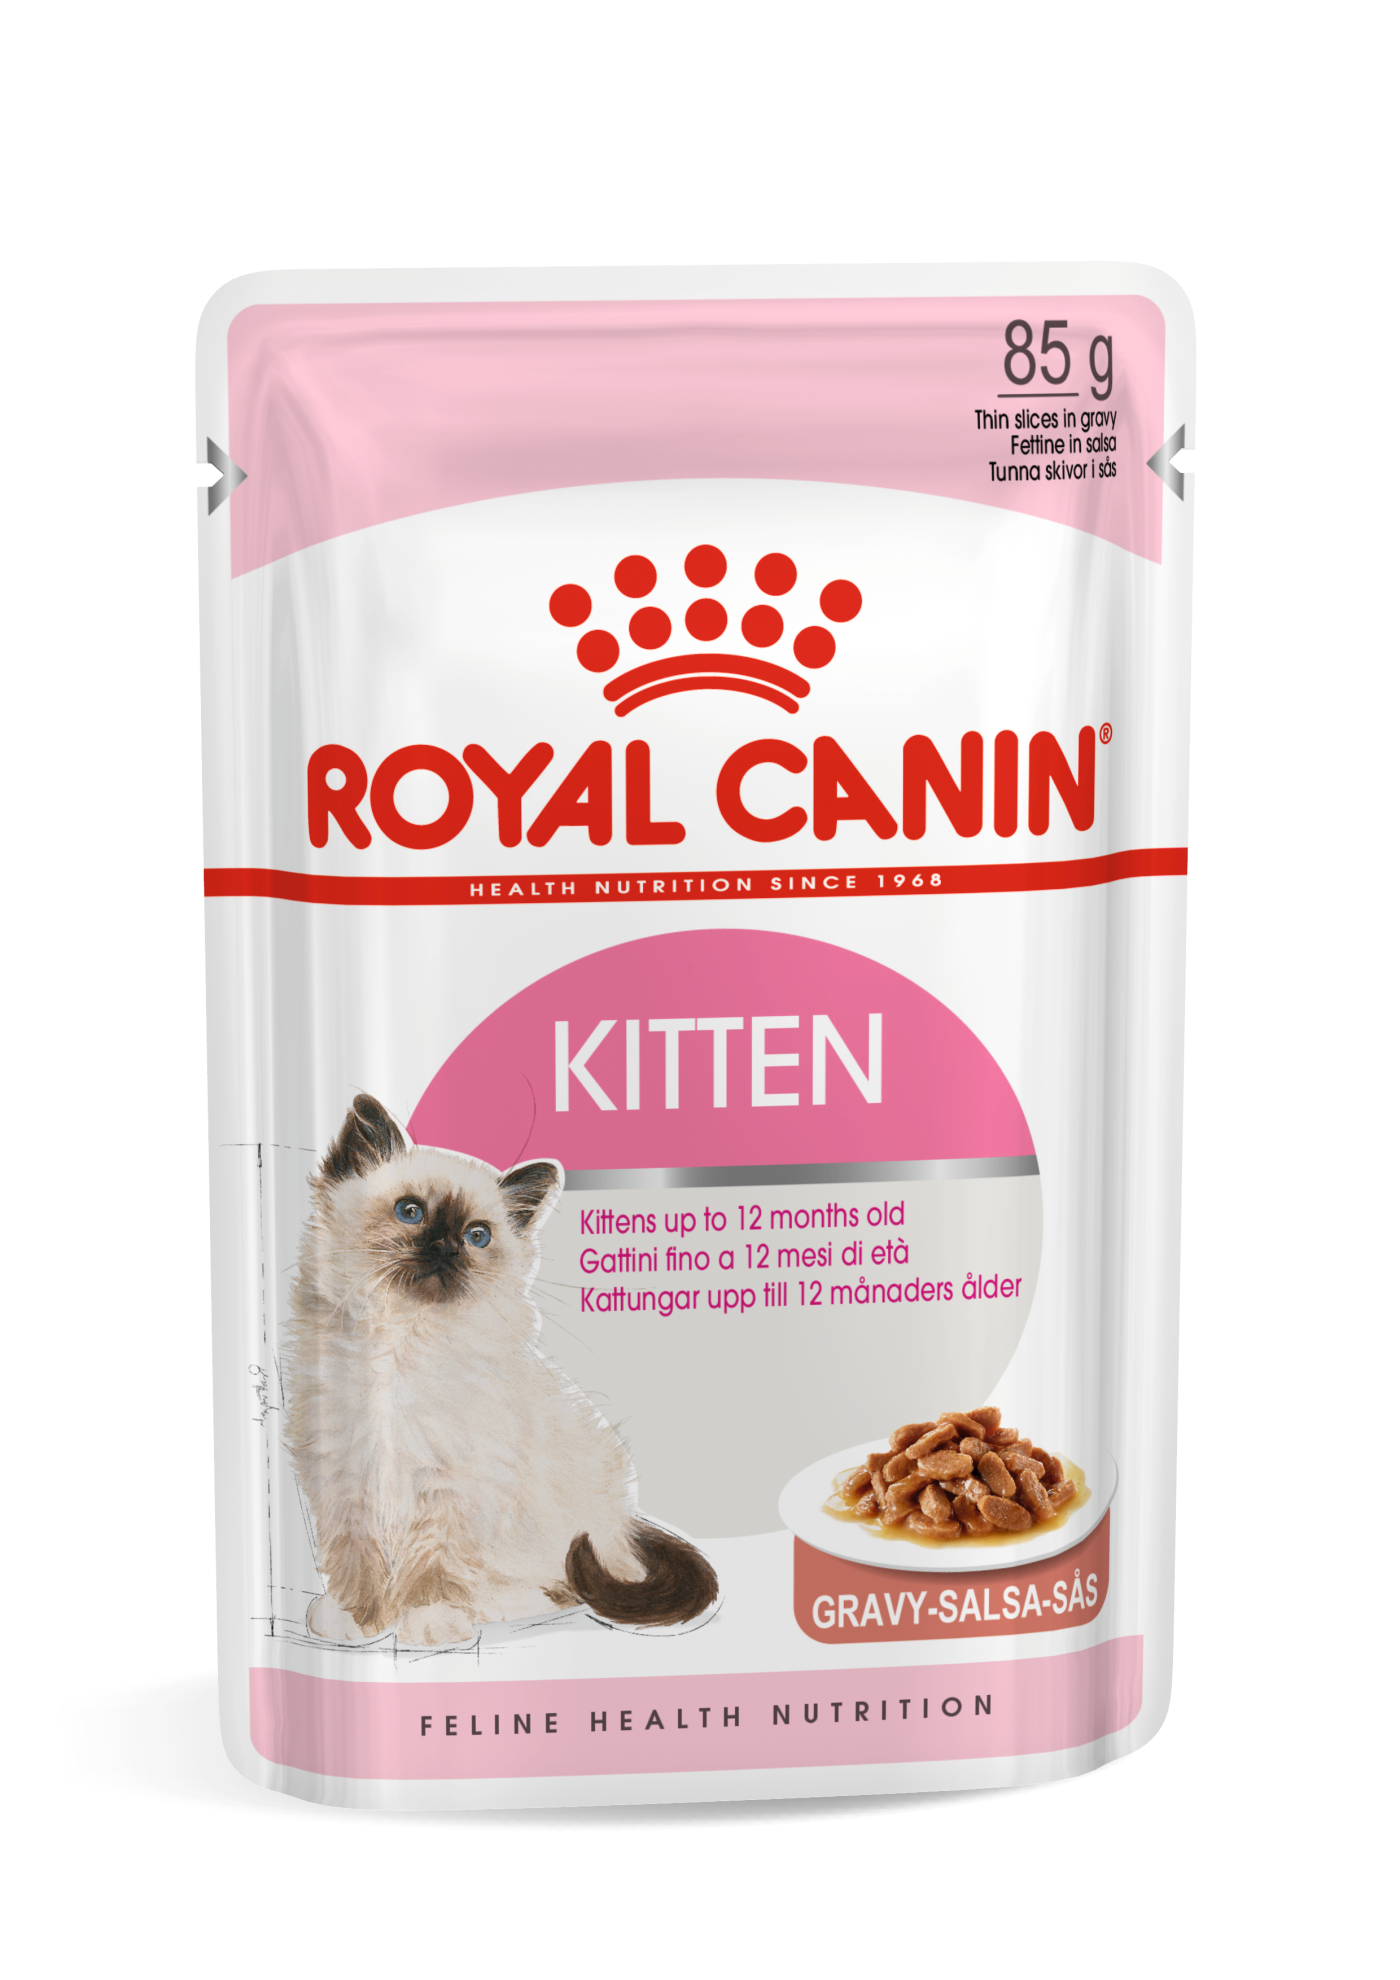 85 g
Thin slices in gravy
Fettine in salsa
Tunna skivor i sås
ROYAL CANIN®
HEALTH NUTRITION SINCE 1968
KITTEN
Kittens up to 12 months old
Gattini fino a 12 mesi di età
Kattungar upp till 12 månaders ålder
GRAVY-SALSA-SÅS
FELINE HEALTH NUTRITION